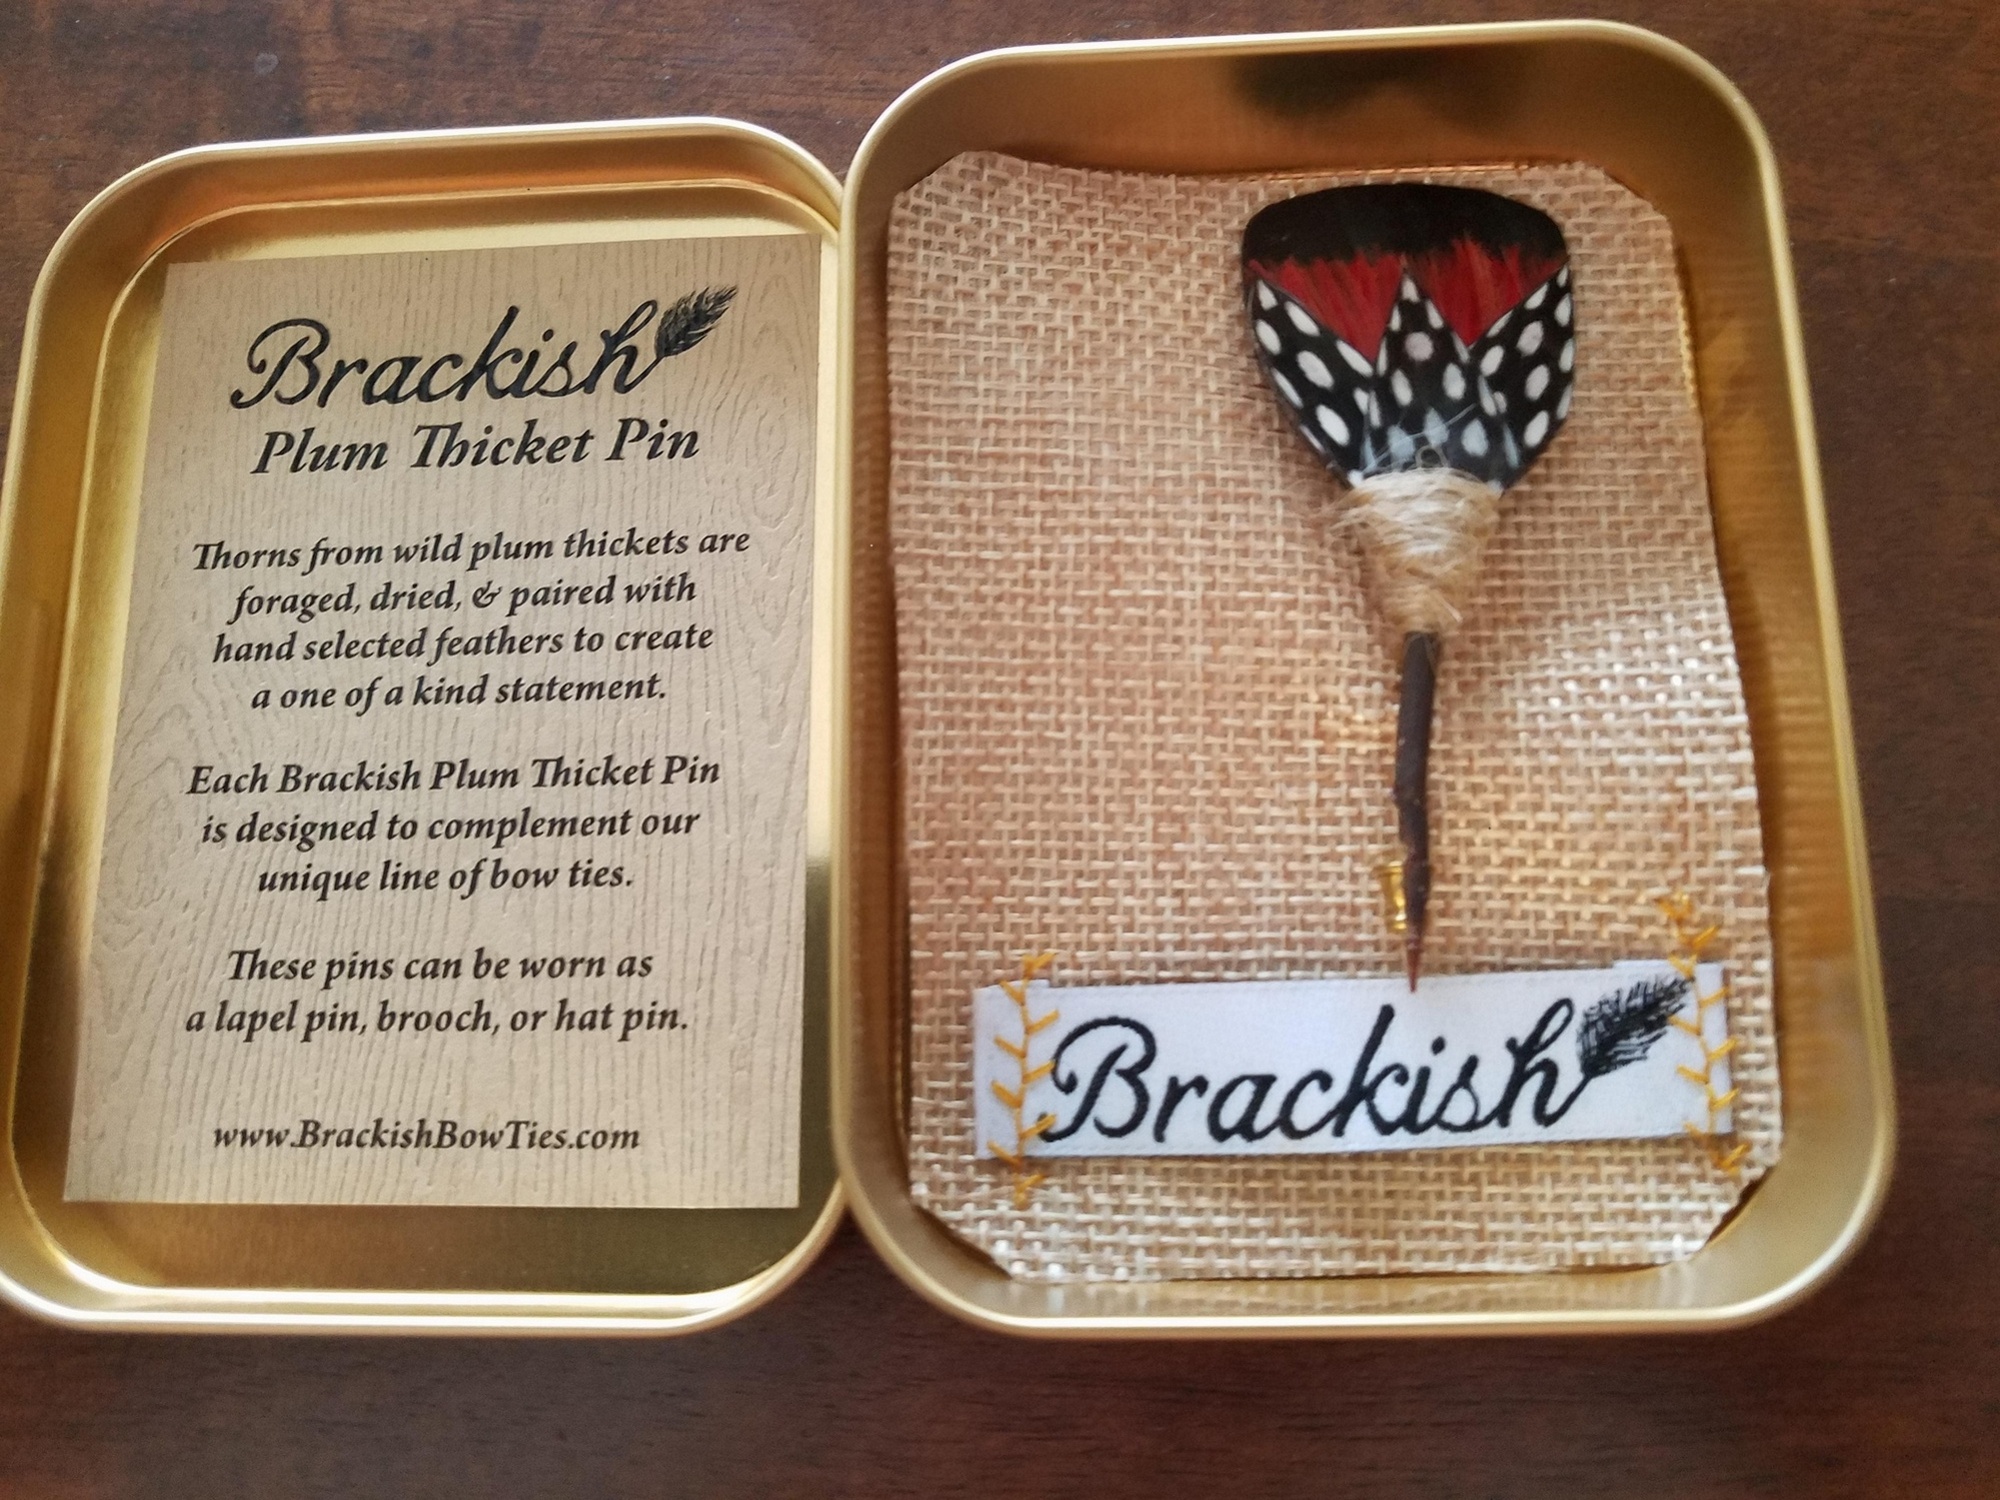 Brackish
Plum Thicket Pin
Thorns from wild plum thickets are
foraged, dried, & paired with
hand selected feathers to create
a one of a kind statement.
Each Brackish Plum Thicket Pin
is designed to complement our
unique line of bow ties.
These pins can be worn as
a lapel pin, brooch, or hat pin.
www.BrackishBowTies.com
Brackish